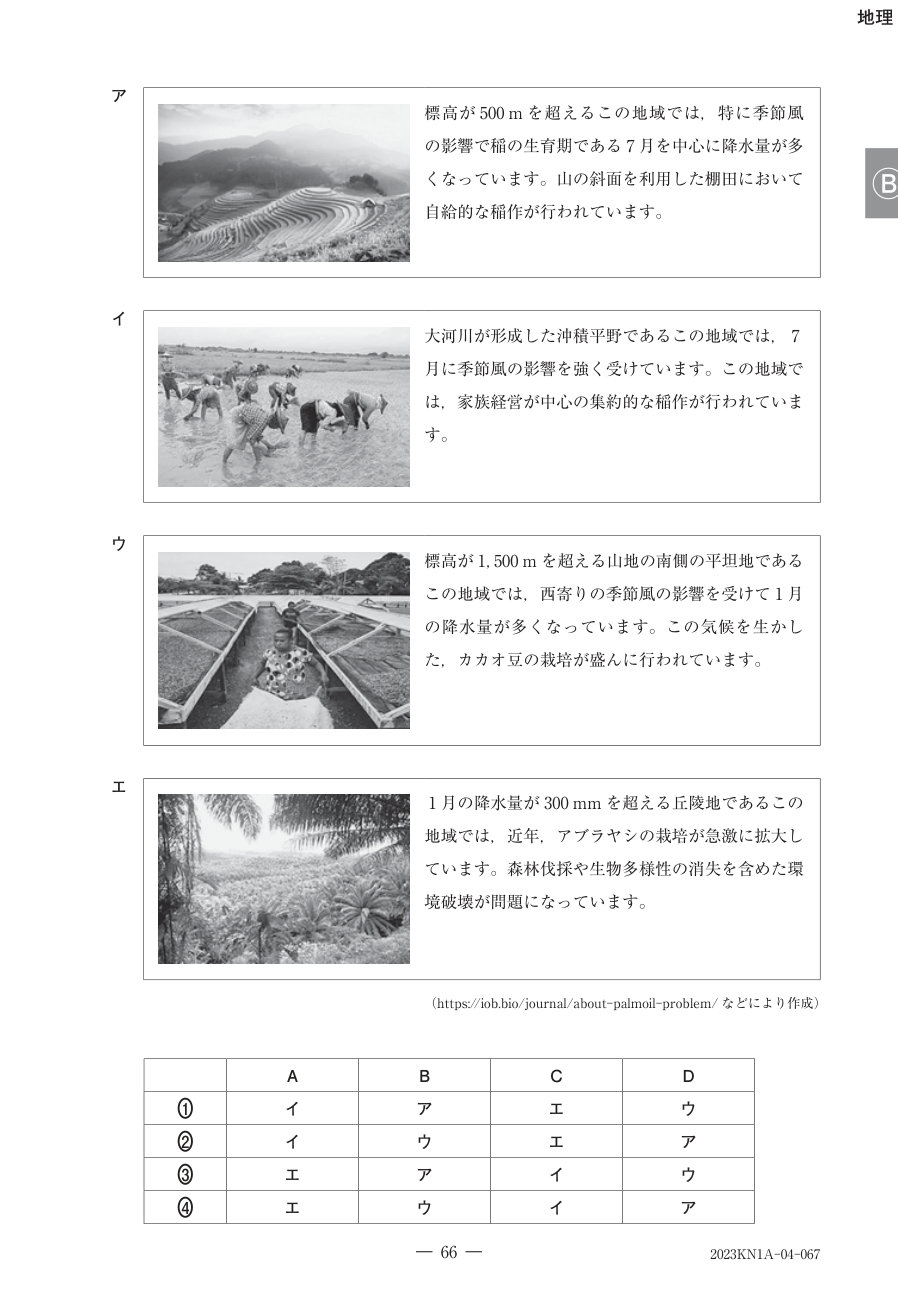 地理
B
ア
標高が 500 m を超えるこの地域では，特に季節風
の影響で稲の生育期である７月を中心に降水量が多
くなっています。山の斜面を利用した棚田において
自給的な稲作が行われています。
イ
大河川が形成した沖積平野であるこの地域では，７
月に季節風の影響を強く受けています。この地域で
は，家族経営が中心の集約的な稲作が行われていま
す。
ウ
標高が 1, 500 m を超える山地の南側の平坦地である
この地域では，西寄りの季節風の影響を受けて１月
の降水量が多くなっています。この気候を生かし
た，カカオ豆の栽培が盛んに行われています。
エ
１月の降水量が 300 mm を超える丘陵地であるこの
地域では，近年，アブラヤシの栽培が急激に拡大し
ています。森林伐採や生物多様性の消失を含めた環
境破壊が問題になっています。
（https://iob.bio/journal/about-palmoil-problem/ などにより作成）
A B C D
① イ ア エ ウ
② イ ウ エ ア
③ エ ア イ ウ
④ エ ウ イ ア
― 66 ―
2023KN1A-04-067